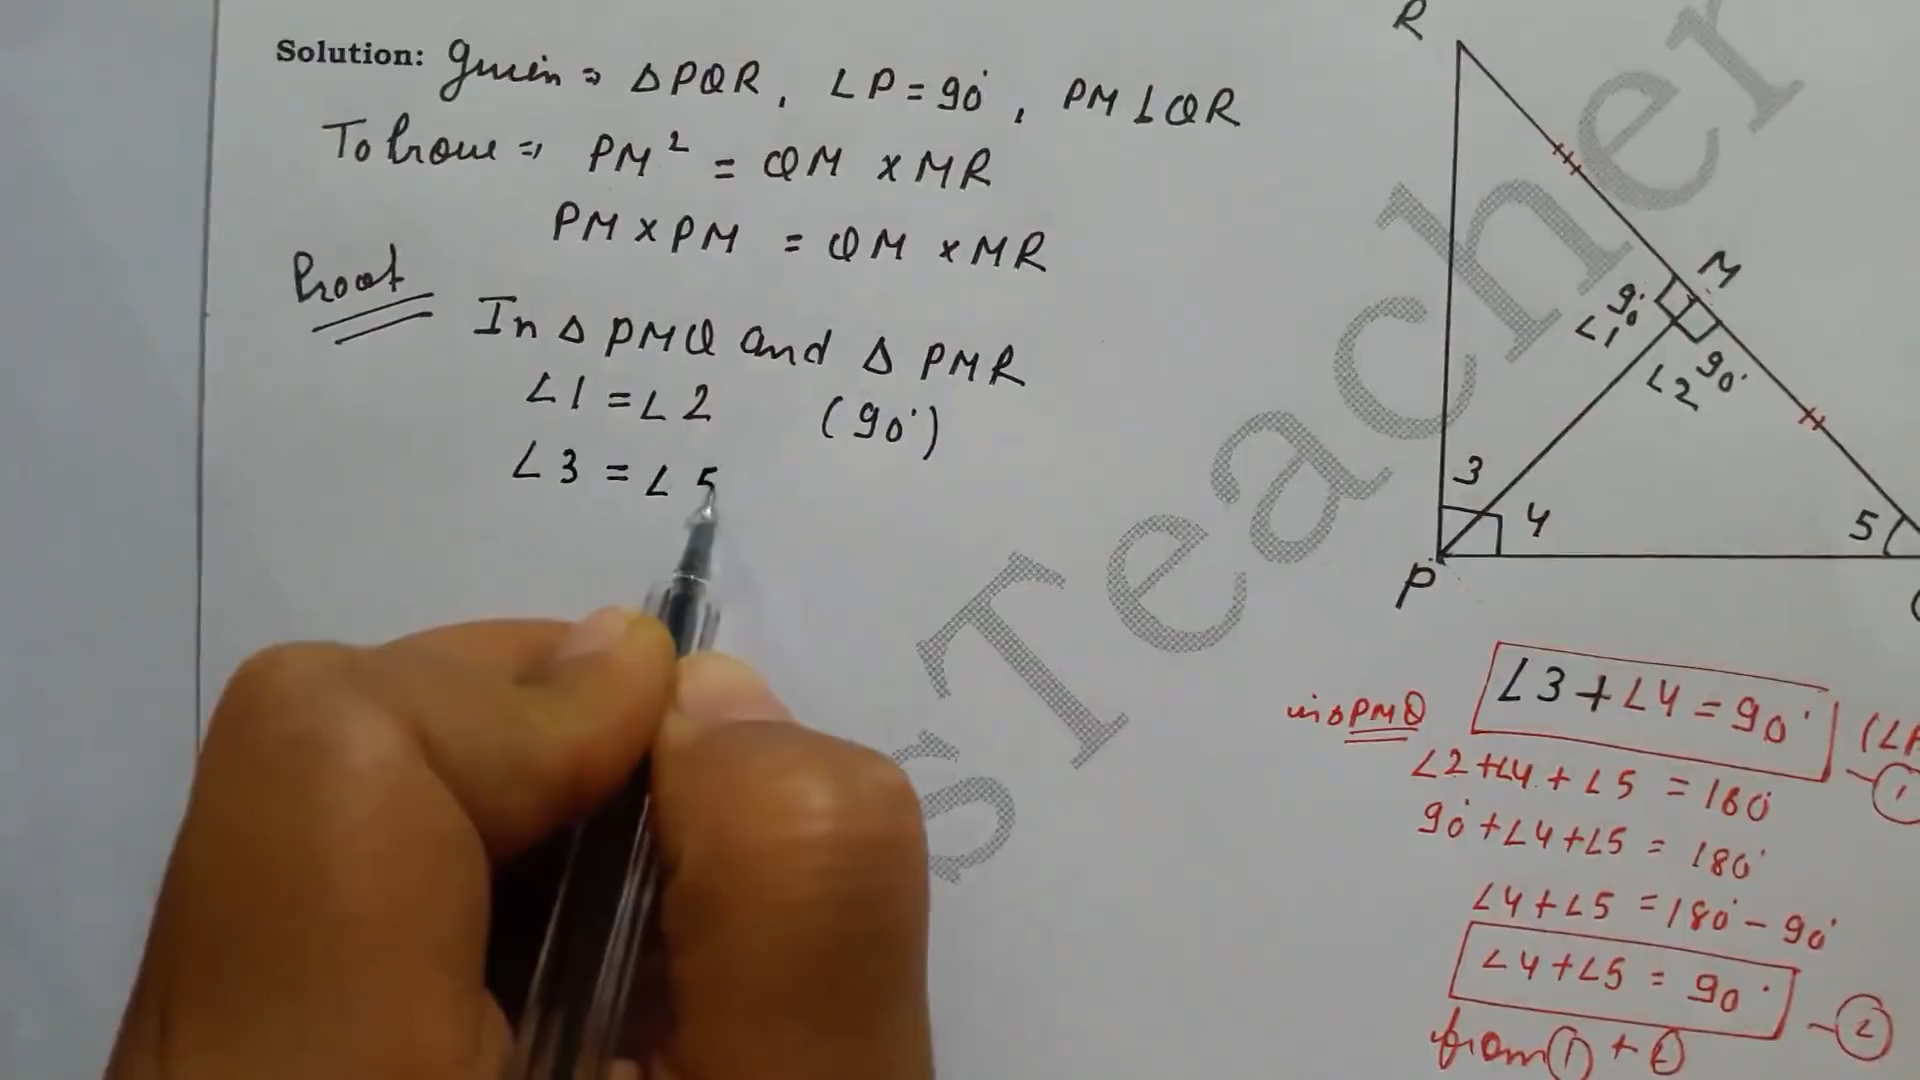 Solution: Given ⇒ ΔPQR, ∠P = 90°, PM ⊥ QR
To Prove ⇒ PM² = QM × MR
PM × PM = QM × MR
Proof
In Δ PMQ and Δ PMR
∠1 = ∠2 (90°)
∠3 = ∠5
R
M
90°
∠1
90°
∠2
3
4
5
P
sTeacher
∠3 + ∠4 = 90°
in Δ PMQ
①
∠2 + ∠4 + ∠5 = 180
90° + ∠4 + ∠5 = 180°
∠4 + ∠5 = 180° - 90°
∠4 + ∠5 = 90° - ②
from ① + ②